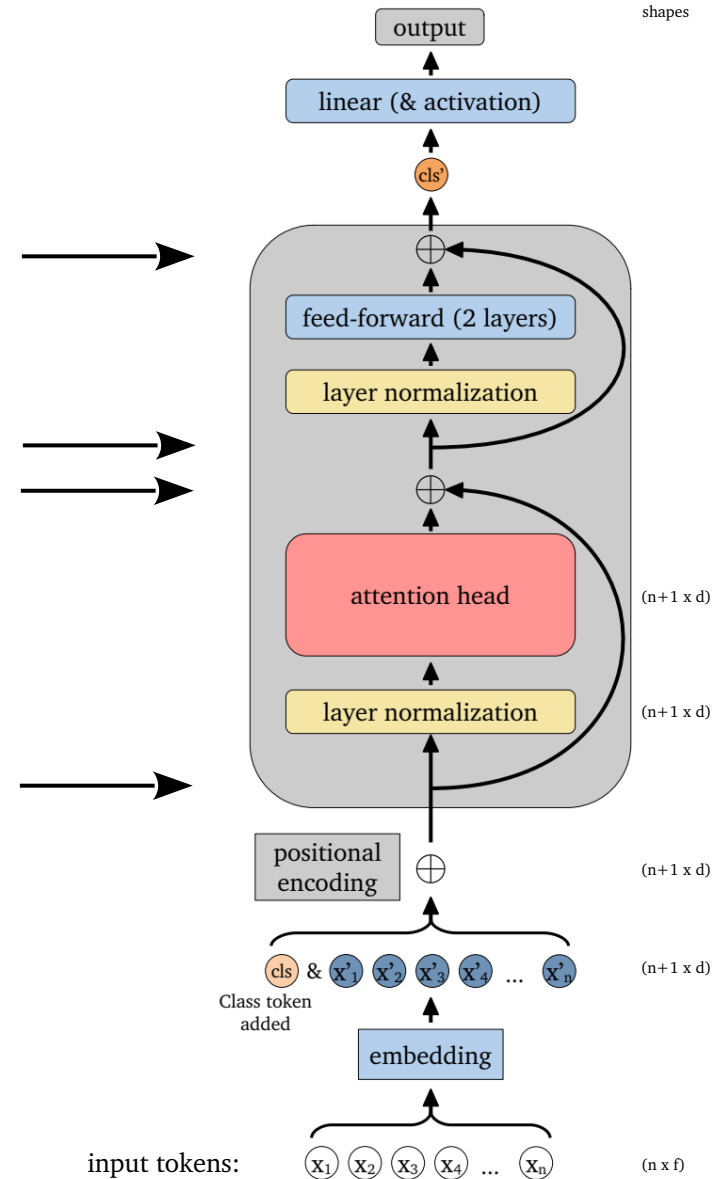 shapes
output
linear (& activation)
cls'
feed-forward (2 layers)
layer normalization
attention head
(n+1 x d)
layer normalization
(n+1 x d)
positional
encoding
(n+1 x d)
cls & x'₁ x'₂ x'₃ x'₄ ... x'ₙ
(n+1 x d)
Class token
added
embedding
input tokens: x₁ x₂ x₃ x₄ ... xₙ
(n x f)